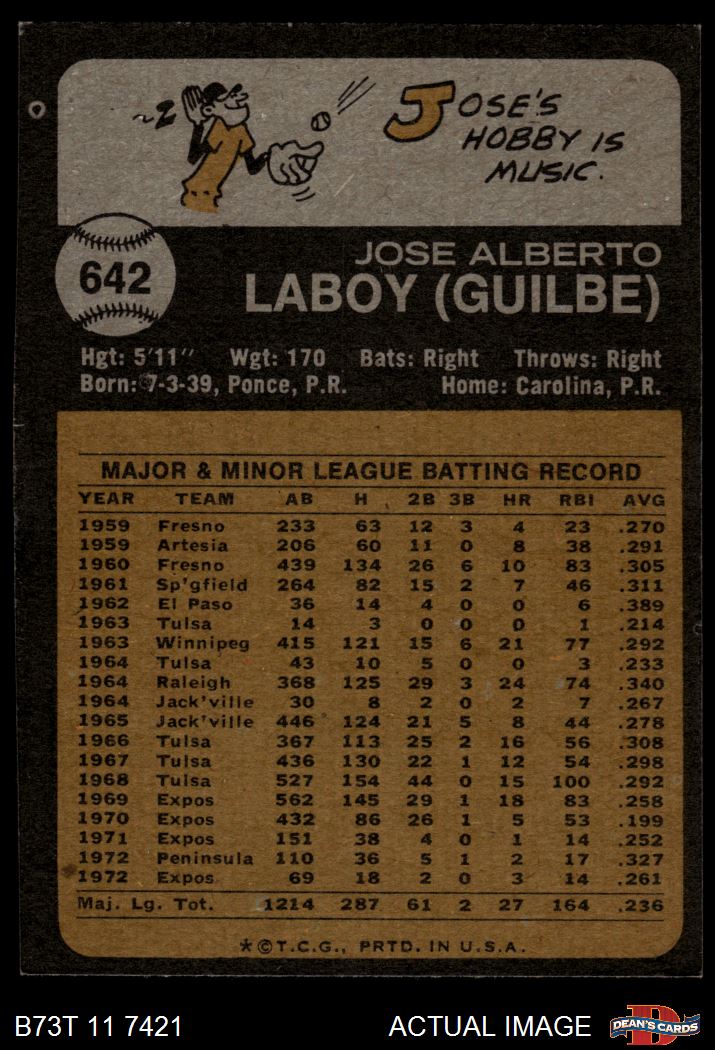 ~Z
JOSE'S
HOBBY IS
MUSIC.
642
JOSE ALBERTO
LABOY (GUILBE)
Hgt: 5'11" Wgt: 170 Bats: Right Throws: Right
Born: 7-3-39, Ponce, P.R. Home: Carolina, P.R.
MAJOR & MINOR LEAGUE BATTING RECORD
YEAR TEAM AB H 2B 3B HR RBI AVG
1959 Fresno 233 63 12 3 4 23 .270
1959 Artesia 206 60 11 0 8 38 .291
1960 Fresno 439 134 26 6 10 83 .305
1961 Sp'gfield 264 82 15 2 7 46 .311
1962 El Paso 36 14 4 0 0 6 .389
1963 Tulsa 14 3 0 0 0 1 .214
1963 Winnipeg 415 121 15 6 21 77 .292
1964 Tulsa 43 10 5 0 0 3 .233
1964 Raleigh 368 125 29 3 24 74 .340
1964 Jack'ville 30 8 2 0 2 7 .267
1965 Jack'ville 446 124 21 5 8 44 .278
1966 Tulsa 367 113 25 2 16 56 .308
1967 Tulsa 436 130 22 1 12 54 .298
1968 Tulsa 527 154 44 0 15 100 .292
1969 Expos 562 145 29 1 18 83 .258
1970 Expos 432 86 26 1 5 53 .199
1971 Expos 151 38 4 0 1 14 .252
1972 Peninsula 110 36 5 1 2 17 .327
1972 Expos 69 18 2 0 3 14 .261
Maj. Lg. Tot. 1214 287 61 2 27 164 .236
*©T.C.G., PRTD. IN U.S.A.
B73T 11 7421 ACTUAL IMAGE
D
DEAN'S CARDS